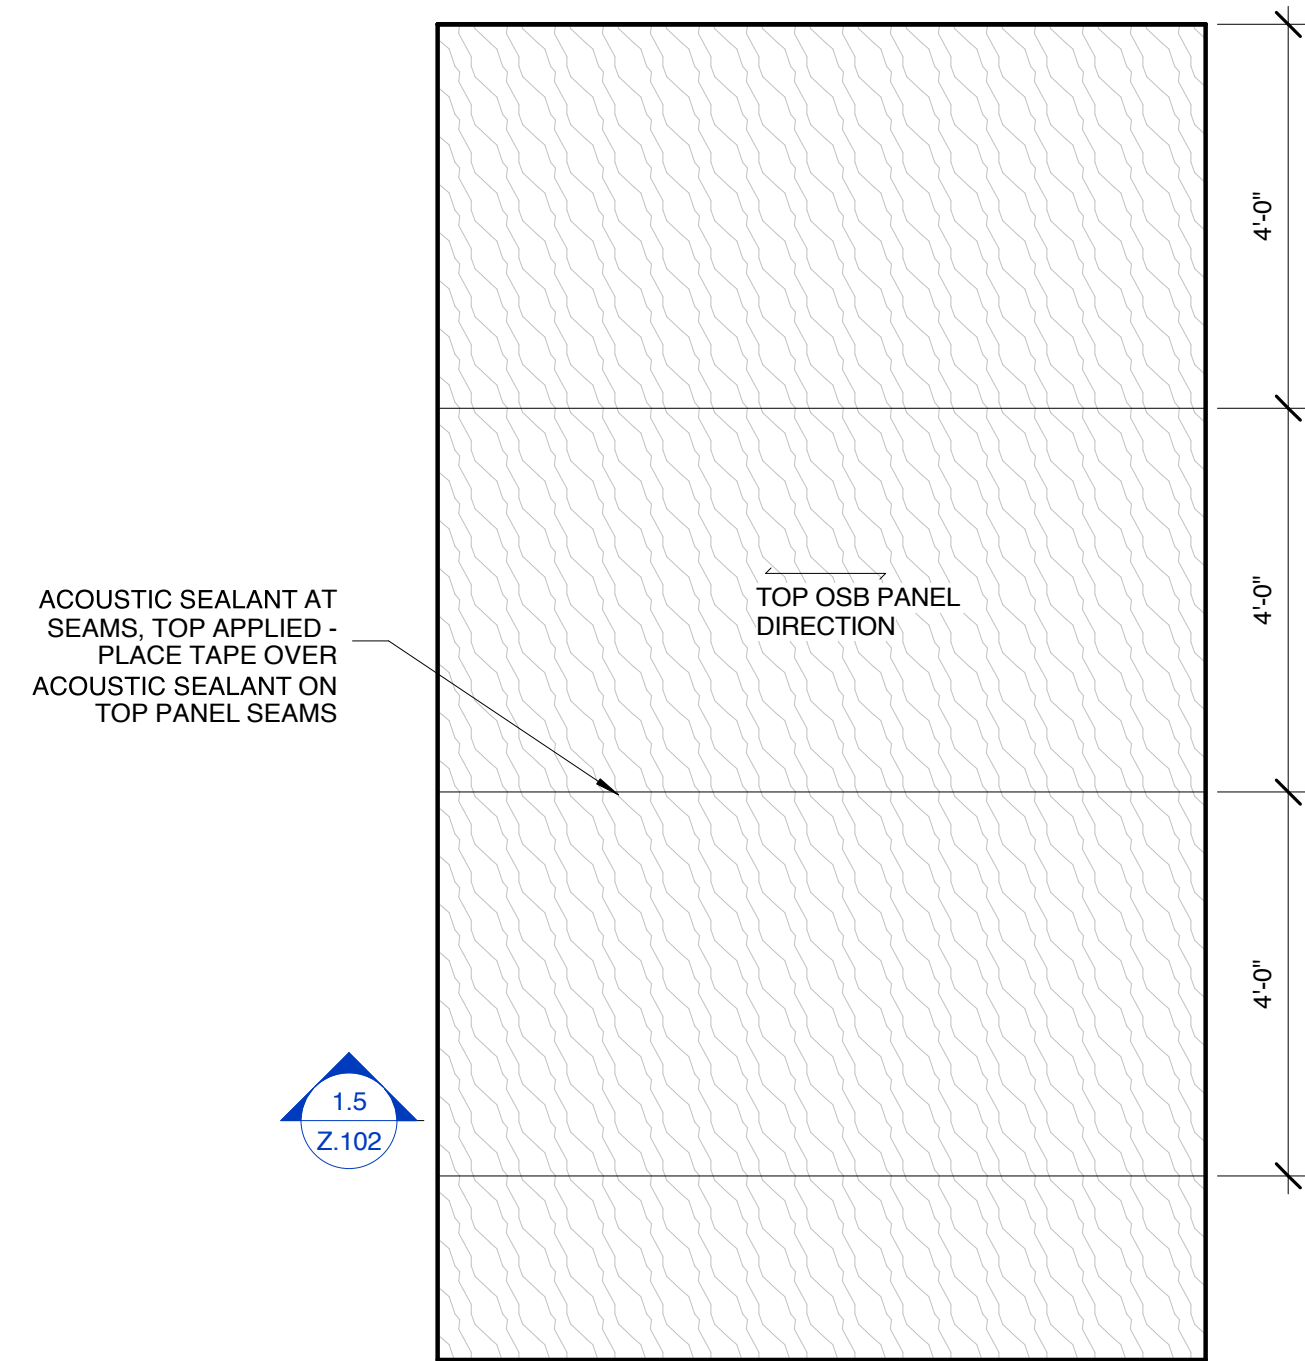 4'-0"
4'-0"
ACOUSTIC SEALANT AT
SEAMS, TOP APPLIED -
PLACE TAPE OVER
ACOUSTIC SEALANT ON
TOP PANEL SEAMS
TOP OSB PANEL
DIRECTION
4'-0"
1.5
Z.102